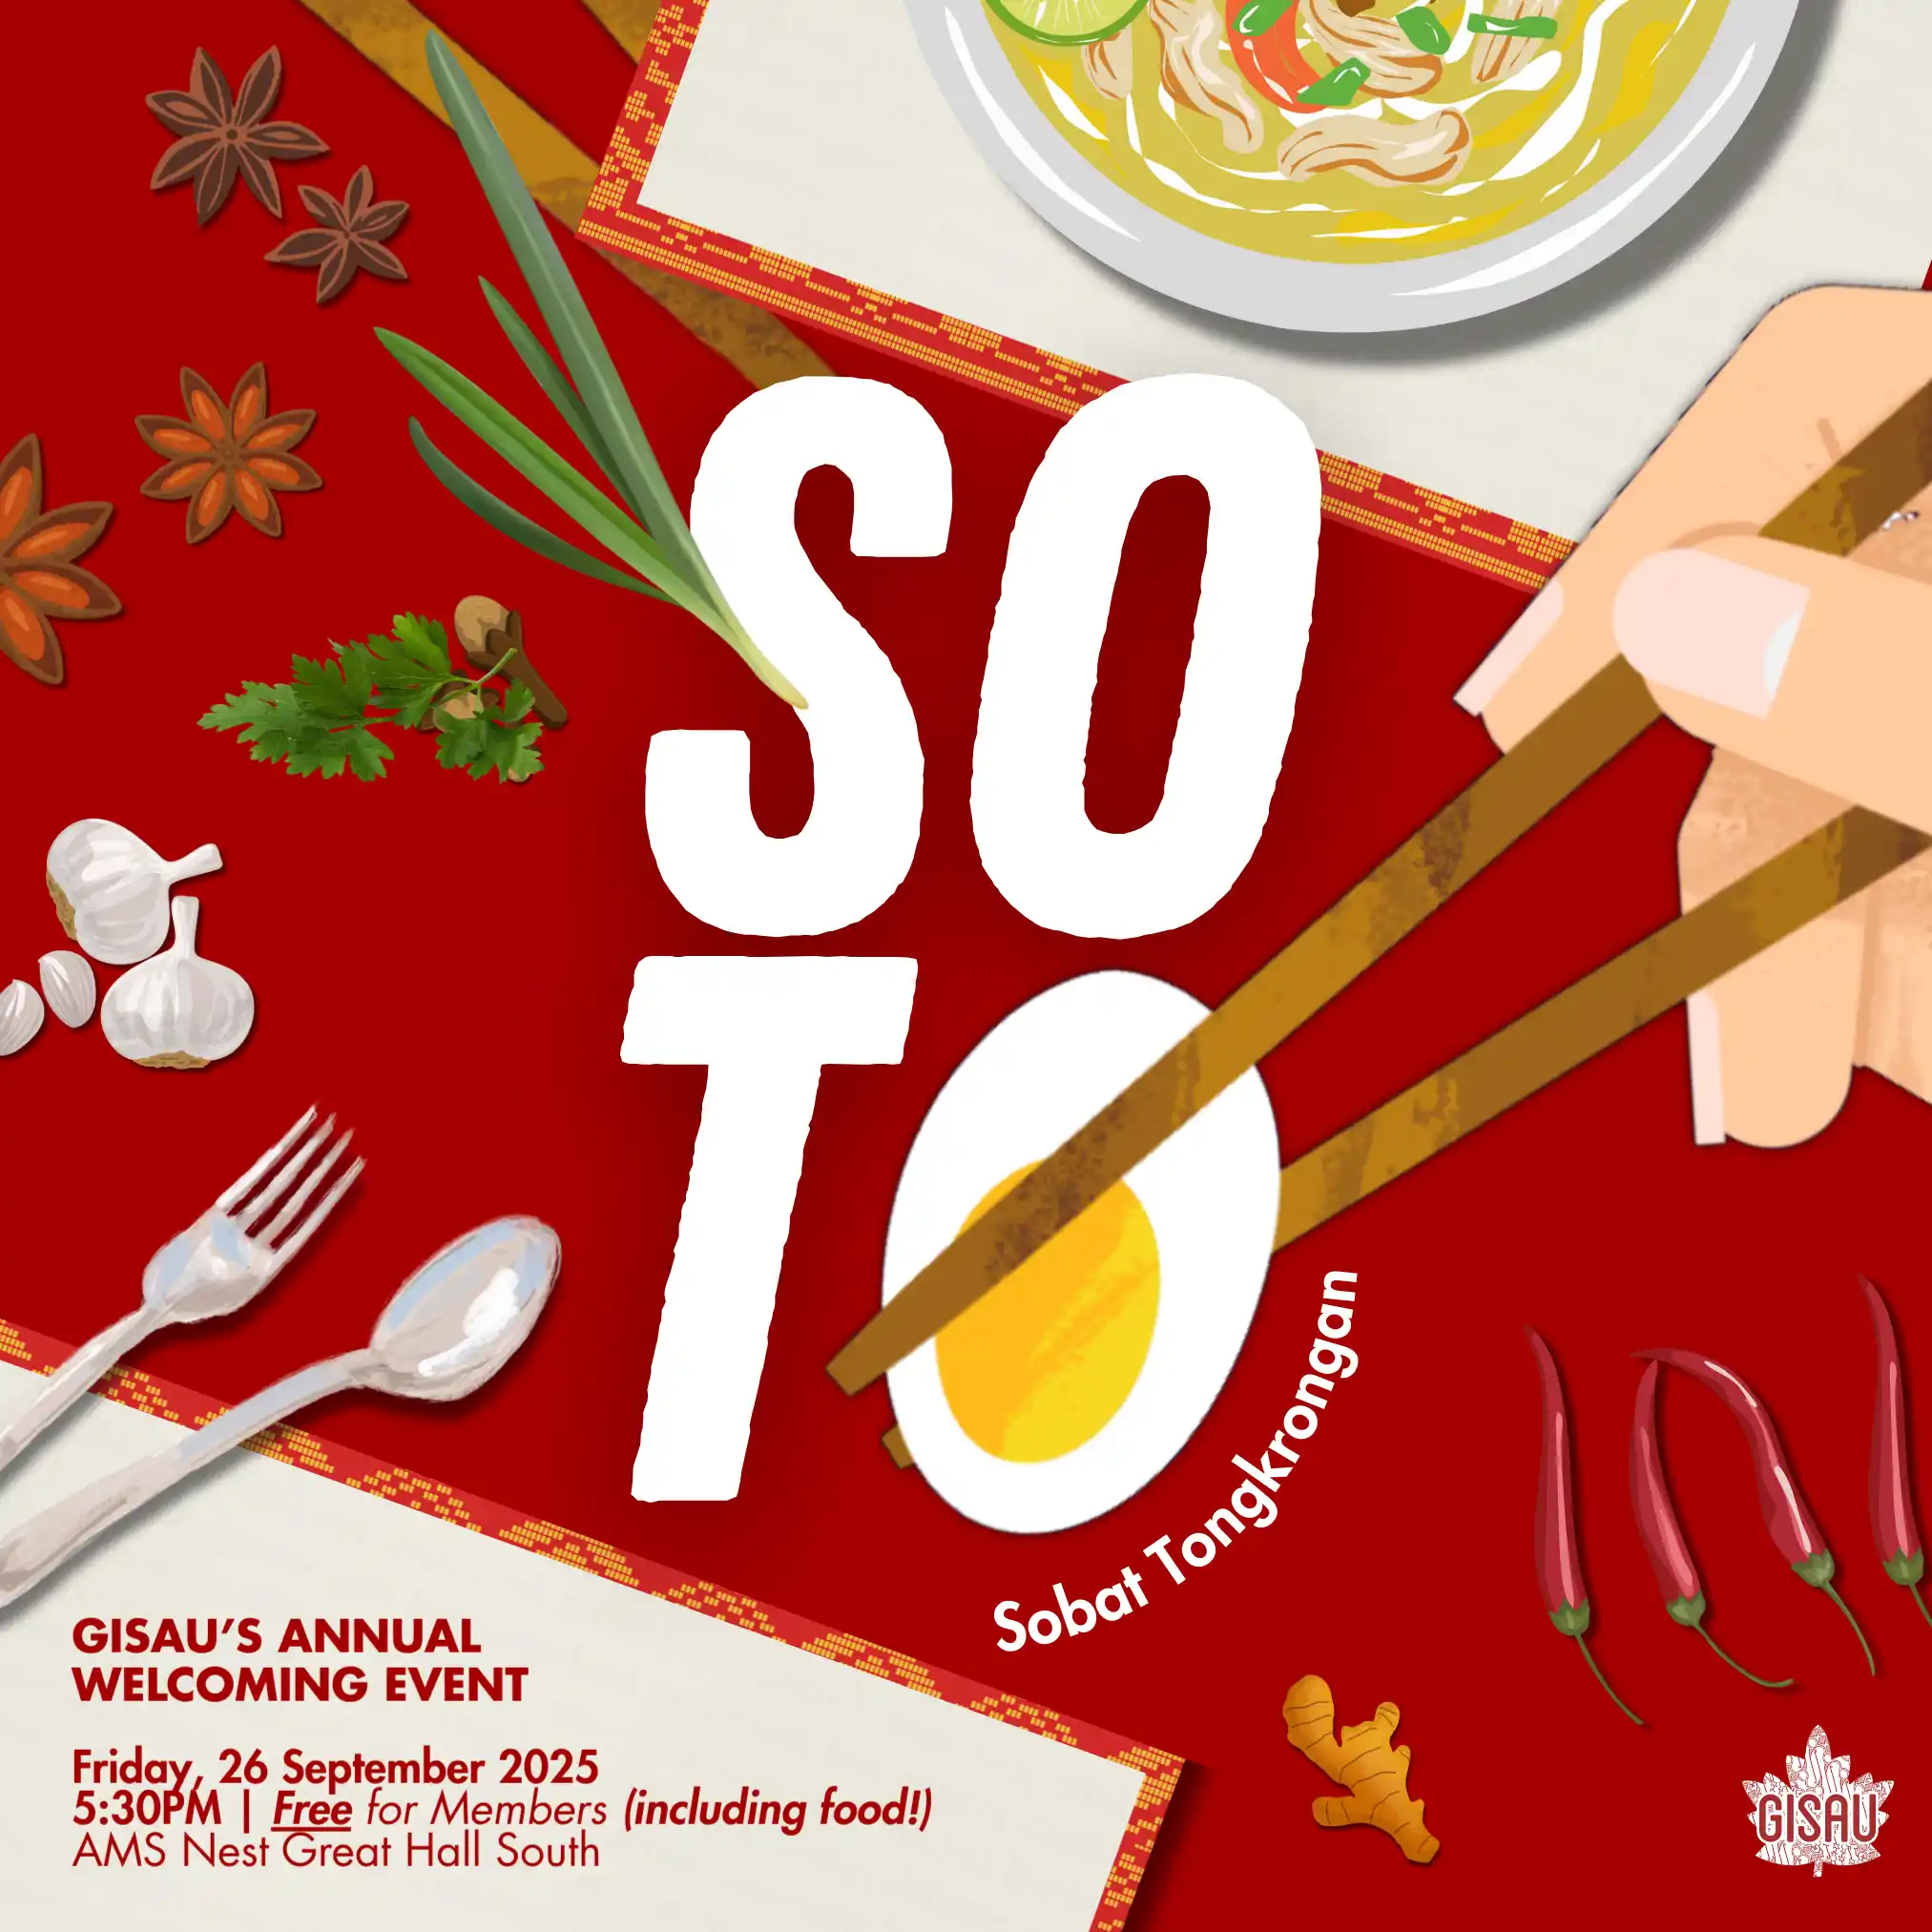 SO
TO
Sobat Tongkrongan
GISAU'S ANNUAL
WELCOMING EVENT
Friday, 26 September 2025
5:30PM | Free for Members (including food!)
AMS Nest Great Hall South
GISAU